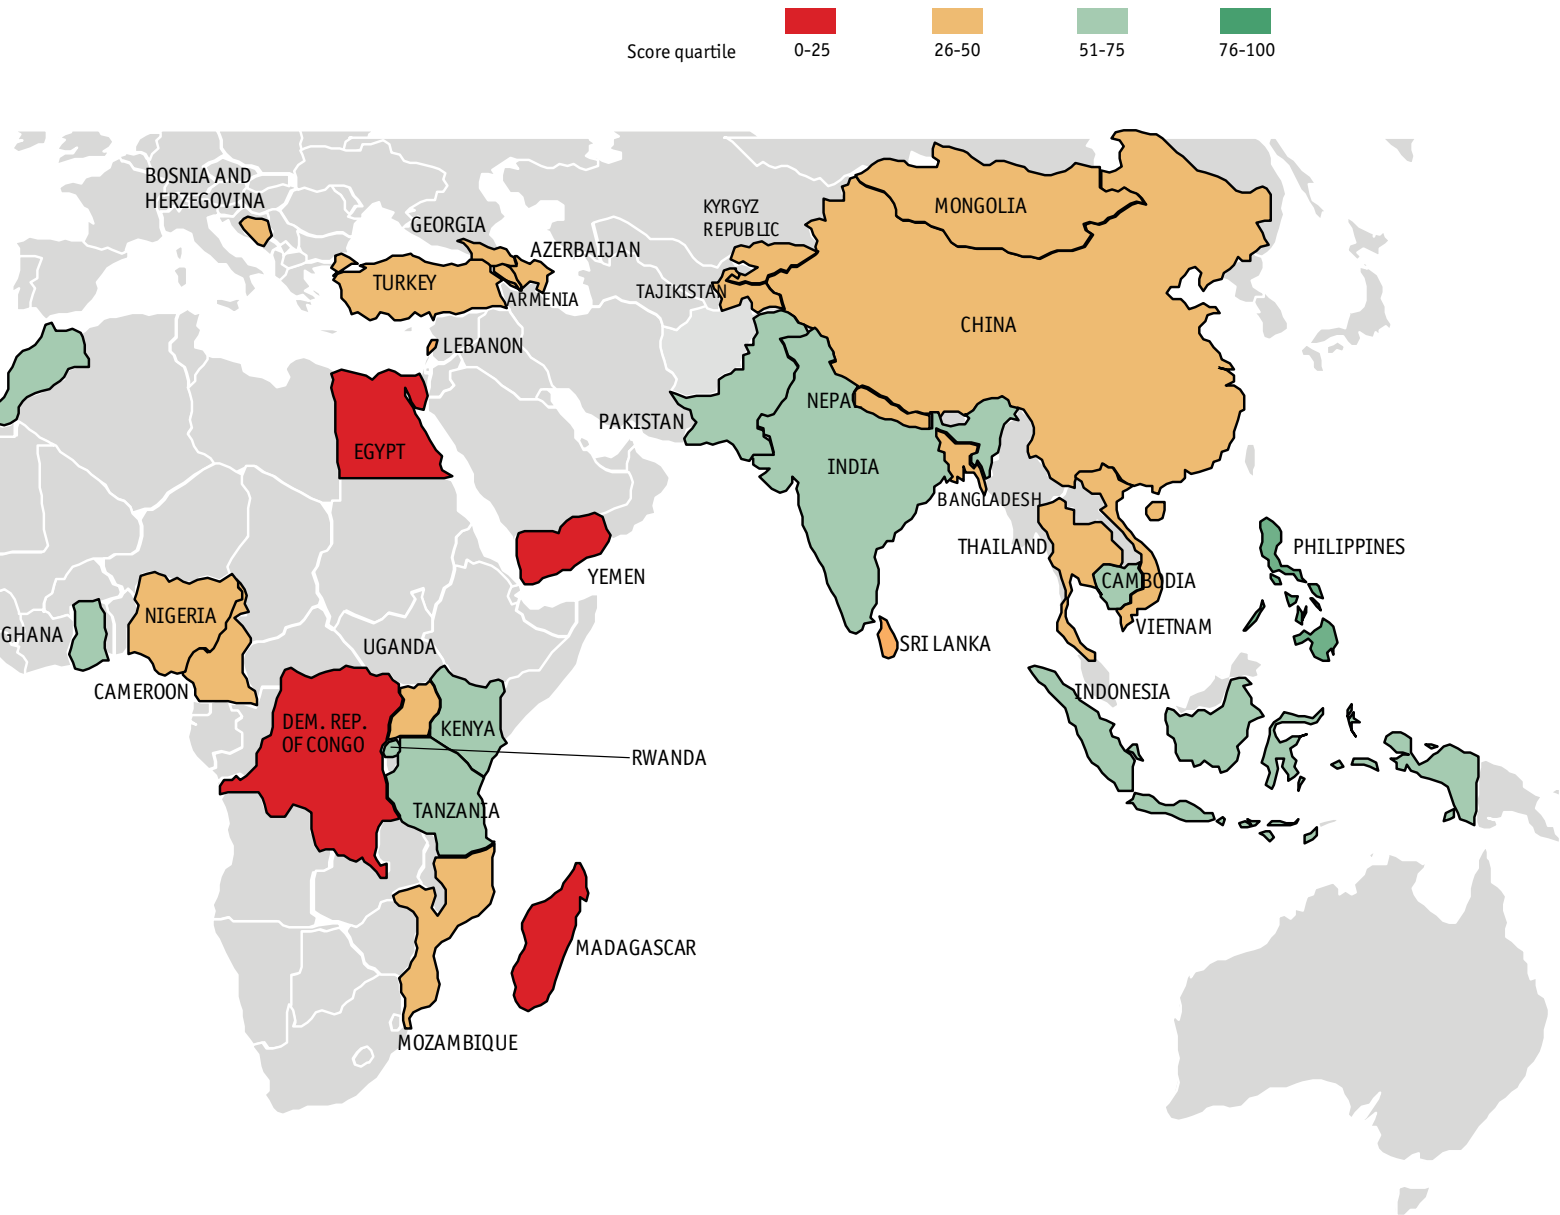 Score quartile
0-25
26-50
51-75
76-100
BOSNIA AND
HERZEGOVINA
GEORGIA
AZERBAIJAN
TURKEY
ARMENIA
LEBANON
KYRGYZ
REPUBLIC
TAJIKISTAN
MONGOLIA
CHINA
PAKISTAN
NEPA
INDIA
EGYPT
BANGLADESH
YEMEN
THAILAND
CAMBODIA
VIETNAM
PHILIPPINES
SRI LANKA
NIGERIA
GHANA
CAMEROON
UGANDA
INDONESIA
DEM. REP.
OF CONGO
KENYA
RWANDA
TANZANIA
MADAGASCAR
MOZAMBIQUE